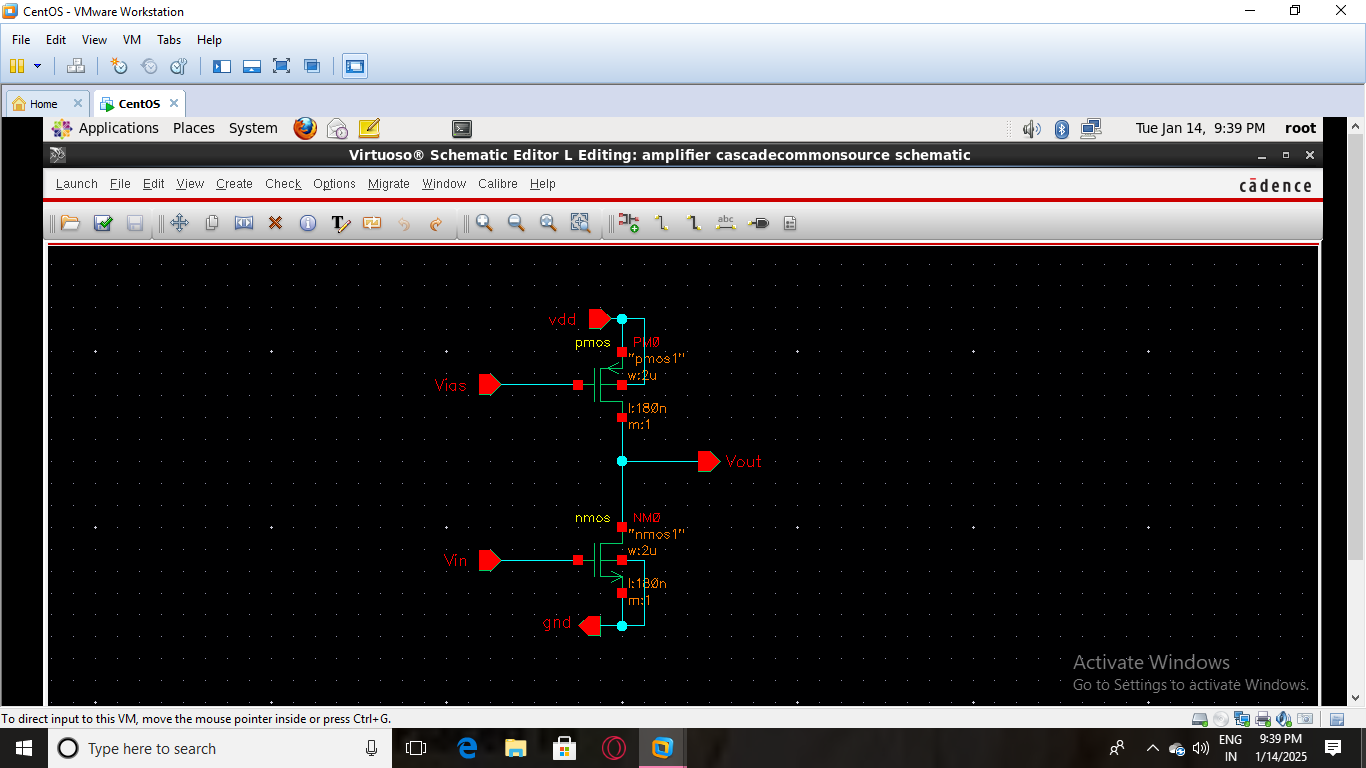 CentOS - VMware Workstation
File Edit View VM Tabs Help
Home CentOS
Applications Places System Tue Jan 14, 9:39 PM root
Virtuoso® Schematic Editor L Editing: amplifier cascadecommonsource schematic
Launch File Edit View Create Check Options Migrate Window Calibre Help cādence
T abc
vdd
pmos PM0
"pmos1"
w:2u
Vias
l:180n
m:1
Vout
nmos NM0
"nmos1"
w:2u
Vin
l:180n
m:1
gnd
Activate Windows
Go to Settings to activate Windows.
To direct input to this VM, move the mouse pointer inside or press Ctrl+G.
Type here to search
ENG 9:39 PM
IN 1/14/2025